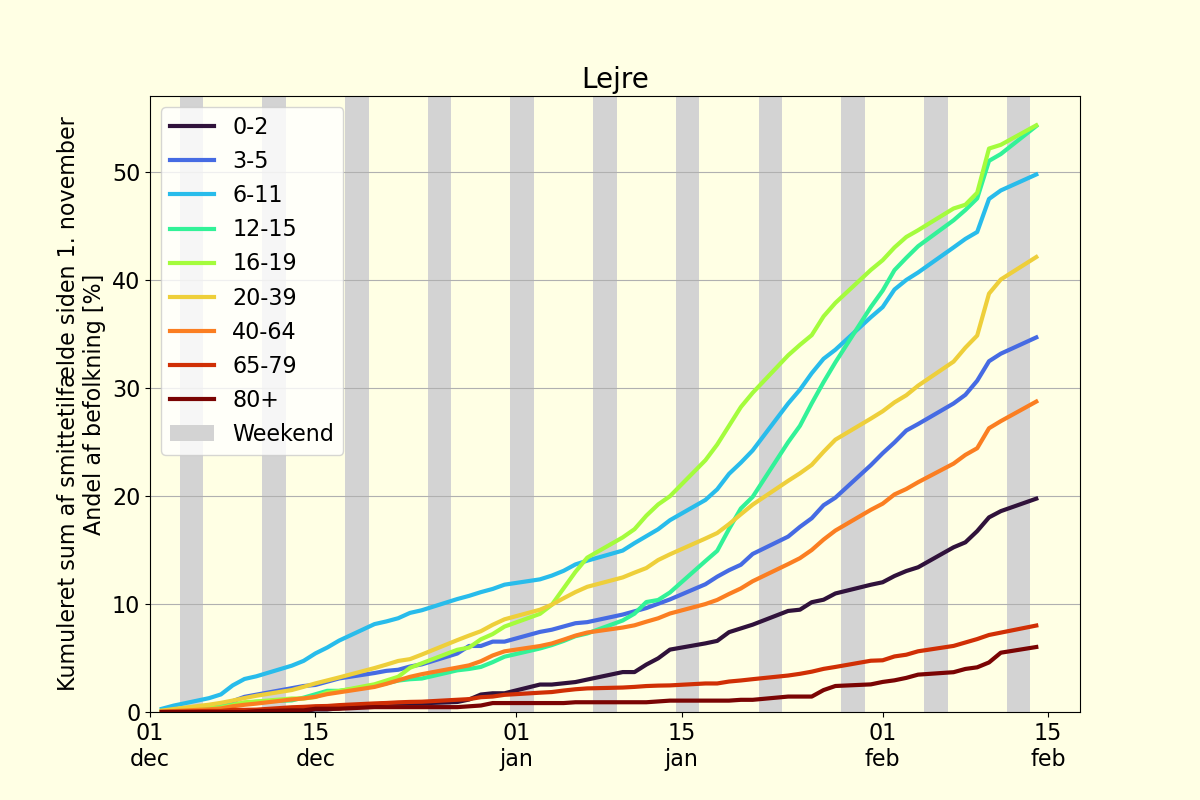 Lejre
Kumuleret sum af smittetilfælde siden 1. november
Andel af befolkning [%]
50
40
30
20
10
0
0-2
3-5
6-11
12-15
16-19
20-39
40-64
65-79
80+
Weekend
01 15 01 15 01 15
dec dec jan jan feb feb